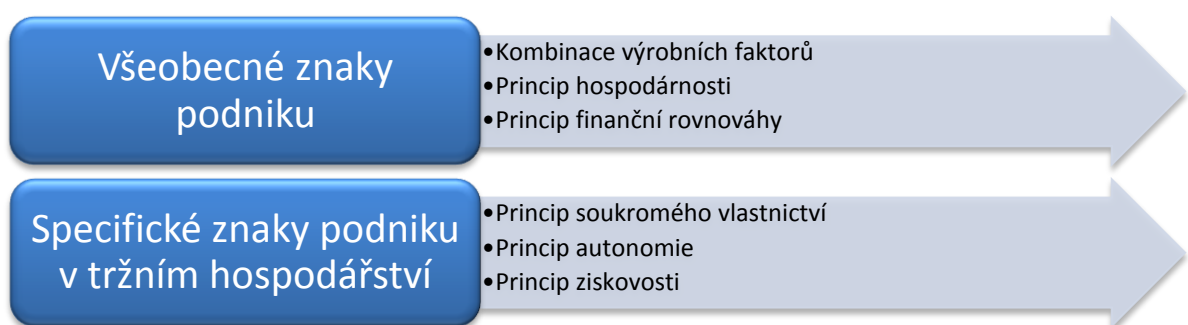 Všeobecné znaky
podniku
•Kombinace výrobních faktorů
•Princip hospodárnosti
•Princip finanční rovnováhy
Specifické znaky podniku
v tržním hospodářství
•Princip soukromého vlastnictví
•Princip autonomie
•Princip ziskovosti